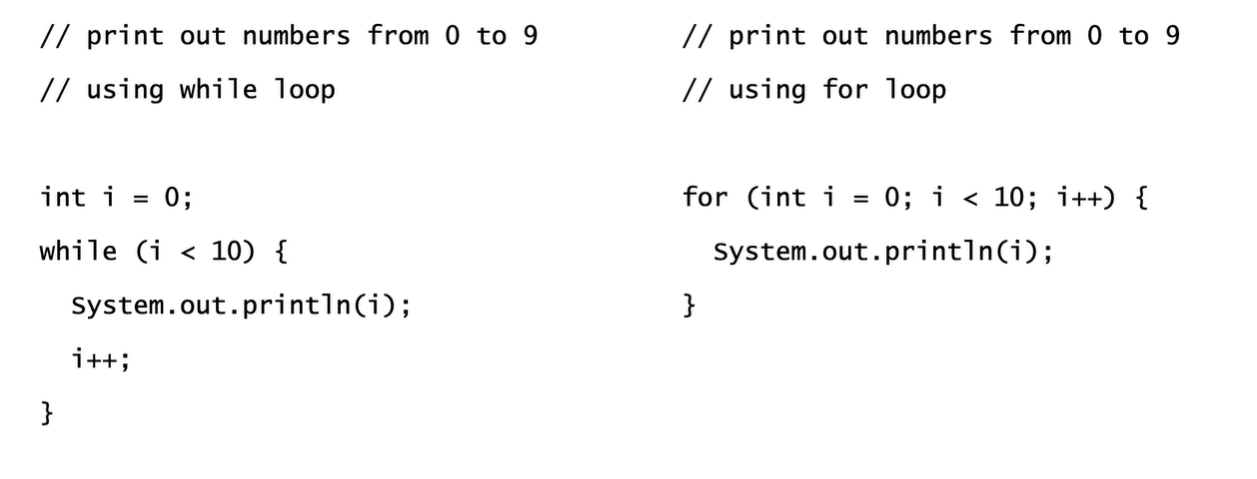 // print out numbers from 0 to 9
// using while loop
int i = 0;
while (i < 10) {
  System.out.println(i);
  i++;
}
// print out numbers from 0 to 9
// using for loop
for (int i = 0; i < 10; i++) {
  System.out.println(i);
}